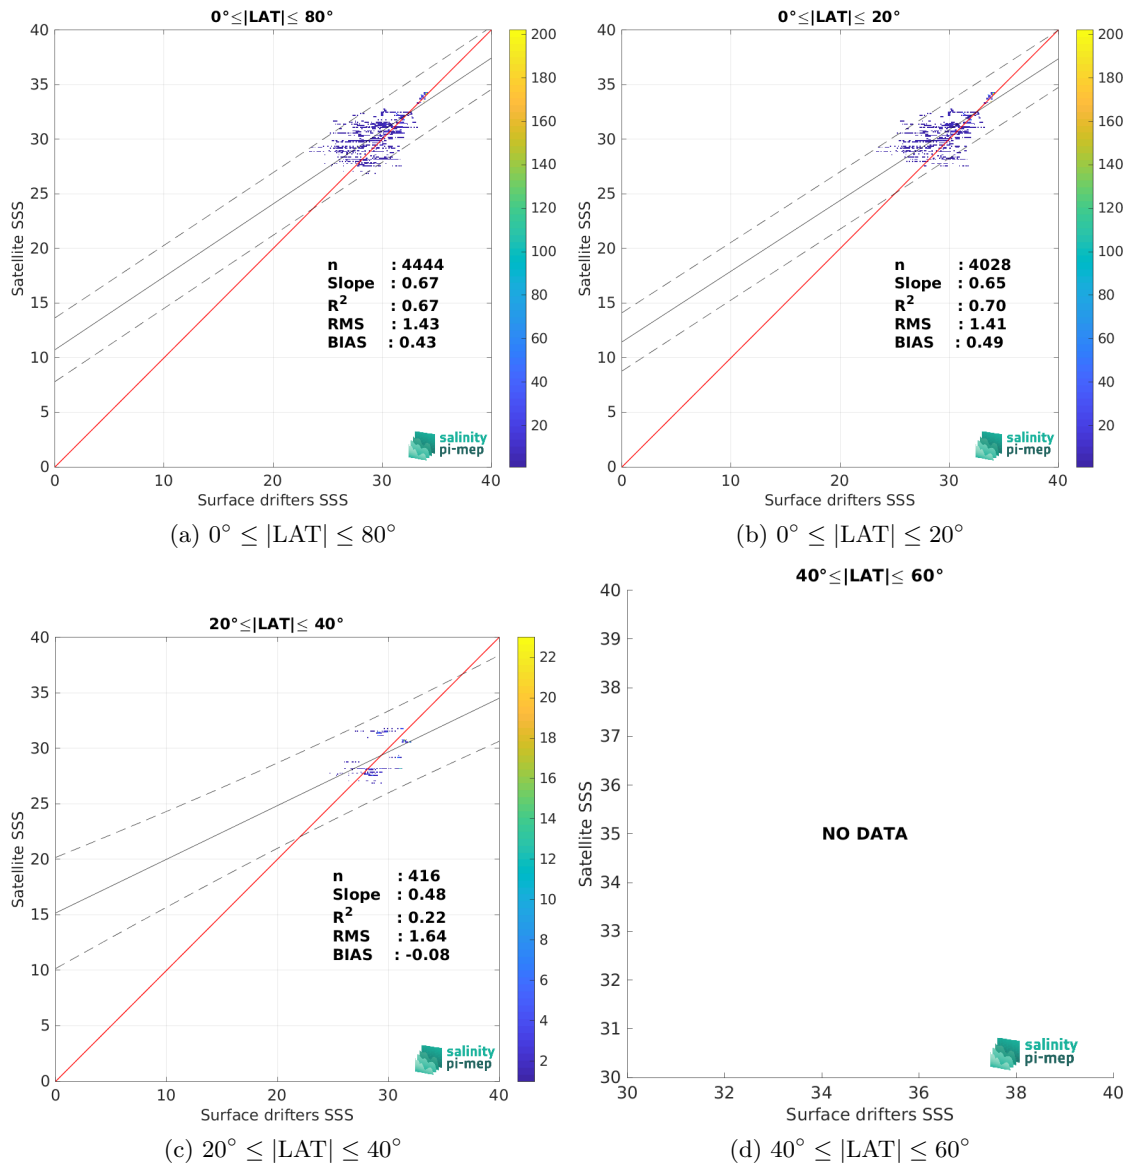 0°≤|LAT|≤ 80°
40
35
30
25
20
15
10
5
0
0
10
20
30
40
Satellite SSS
Surface drifters SSS
n : 4444
Slope : 0.67
R² : 0.67
RMS : 1.43
BIAS : 0.43
salinity
pi-mep
200
180
160
140
120
100
80
60
40
20
(a) 0° ≤ |LAT| ≤ 80°
0°≤|LAT|≤ 20°
40
35
30
25
20
15
10
5
0
0
10
20
30
40
Satellite SSS
Surface drifters SSS
n : 4028
Slope : 0.65
R² : 0.70
RMS : 1.41
BIAS : 0.49
salinity
pi-mep
200
180
160
140
120
100
80
60
40
20
(b) 0° ≤ |LAT| ≤ 20°
20°≤|LAT|≤ 40°
40
35
30
25
20
15
10
5
0
0
10
20
30
40
Satellite SSS
Surface drifters SSS
n : 416
Slope : 0.48
R² : 0.22
RMS : 1.64
BIAS : -0.08
salinity
pi-mep
22
20
18
16
14
12
10
8
6
4
2
(c) 20° ≤ |LAT| ≤ 40°
40°≤|LAT|≤ 60°
40
39
38
37
36
35
34
33
32
31
30
30
32
34
36
38
40
Satellite SSS
Surface drifters SSS
NO DATA
salinity
pi-mep
(d) 40° ≤ |LAT| ≤ 60°